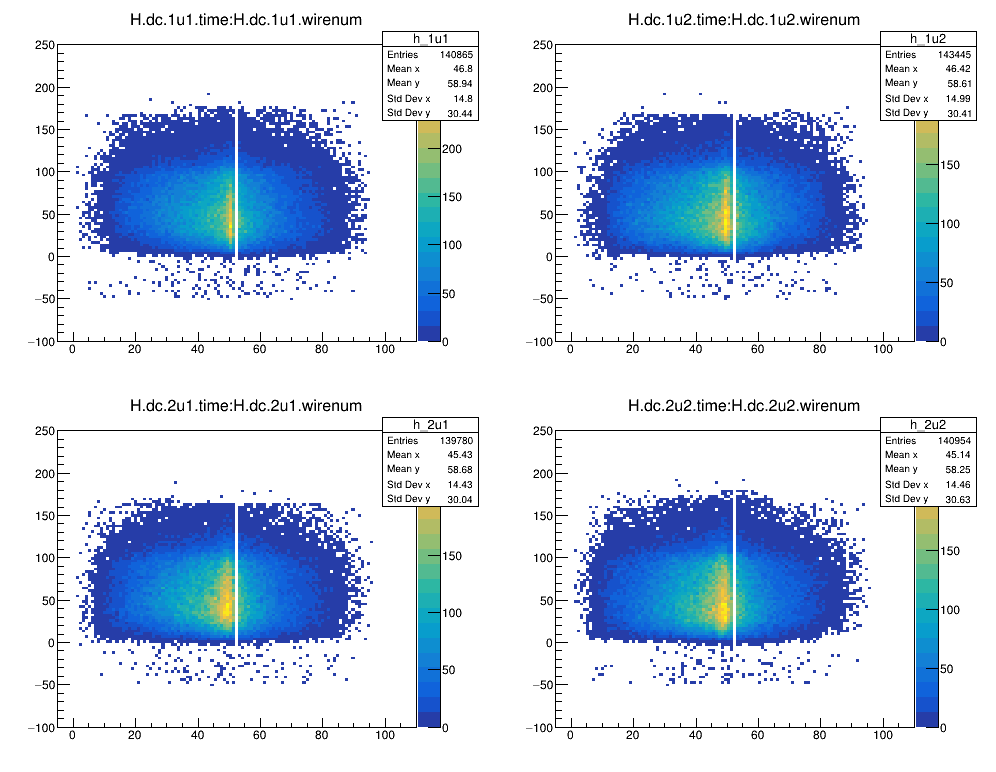 H.dc.1u1.time:H.dc.1u1.wirenum
h_1u1
Entries 140865
Mean x 46.8
Mean y 58.94
Std Dev x 14.8
Std Dev y 30.44
250
200
150
100
50
0
−50
−100
0 20 40 60 80 100
200
150
100
50
0
H.dc.1u2.time:H.dc.1u2.wirenum
h_1u2
Entries 143445
Mean x 46.42
Mean y 58.61
Std Dev x 14.99
Std Dev y 30.41
250
200
150
100
50
0
−50
−100
0 20 40 60 80 100
150
100
50
0
H.dc.2u1.time:H.dc.2u1.wirenum
h_2u1
Entries 139780
Mean x 45.43
Mean y 58.68
Std Dev x 14.43
Std Dev y 30.04
250
200
150
100
50
0
−50
−100
0 20 40 60 80 100
150
100
50
0
H.dc.2u2.time:H.dc.2u2.wirenum
h_2u2
Entries 140954
Mean x 45.14
Mean y 58.25
Std Dev x 14.46
Std Dev y 30.63
250
200
150
100
50
0
−50
−100
0 20 40 60 80 100
150
100
50
0